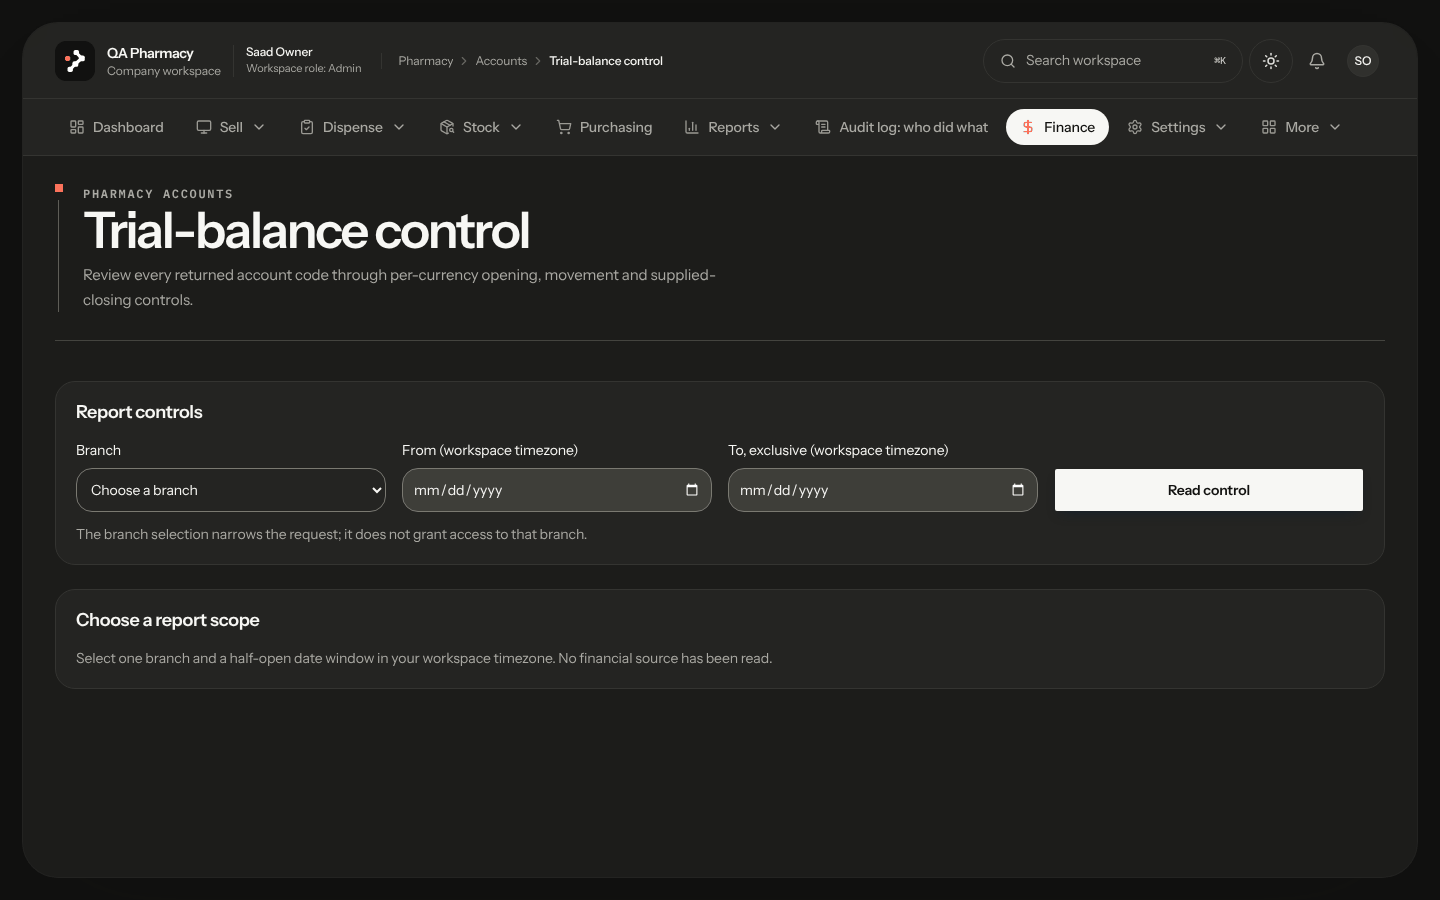 QA Pharmacy
Company workspace
Saad Owner
Workspace role: Admin
Pharmacy > Accounts > Trial-balance control
Search workspace
⌘K
SO
Dashboard
Sell
Dispense
Stock
Purchasing
Reports
Audit log: who did what
Finance
Settings
More
PHARMACY ACCOUNTS
Trial-balance control
Review every returned account code through per-currency opening, movement and supplied-
closing controls.
Report controls
Branch
From (workspace timezone)
To, exclusive (workspace timezone)
Choose a branch
mm/dd/yyyy
mm/dd/yyyy
Read control
The branch selection narrows the request; it does not grant access to that branch.
Choose a report scope
Select one branch and a half-open date window in your workspace timezone. No financial source has been read.